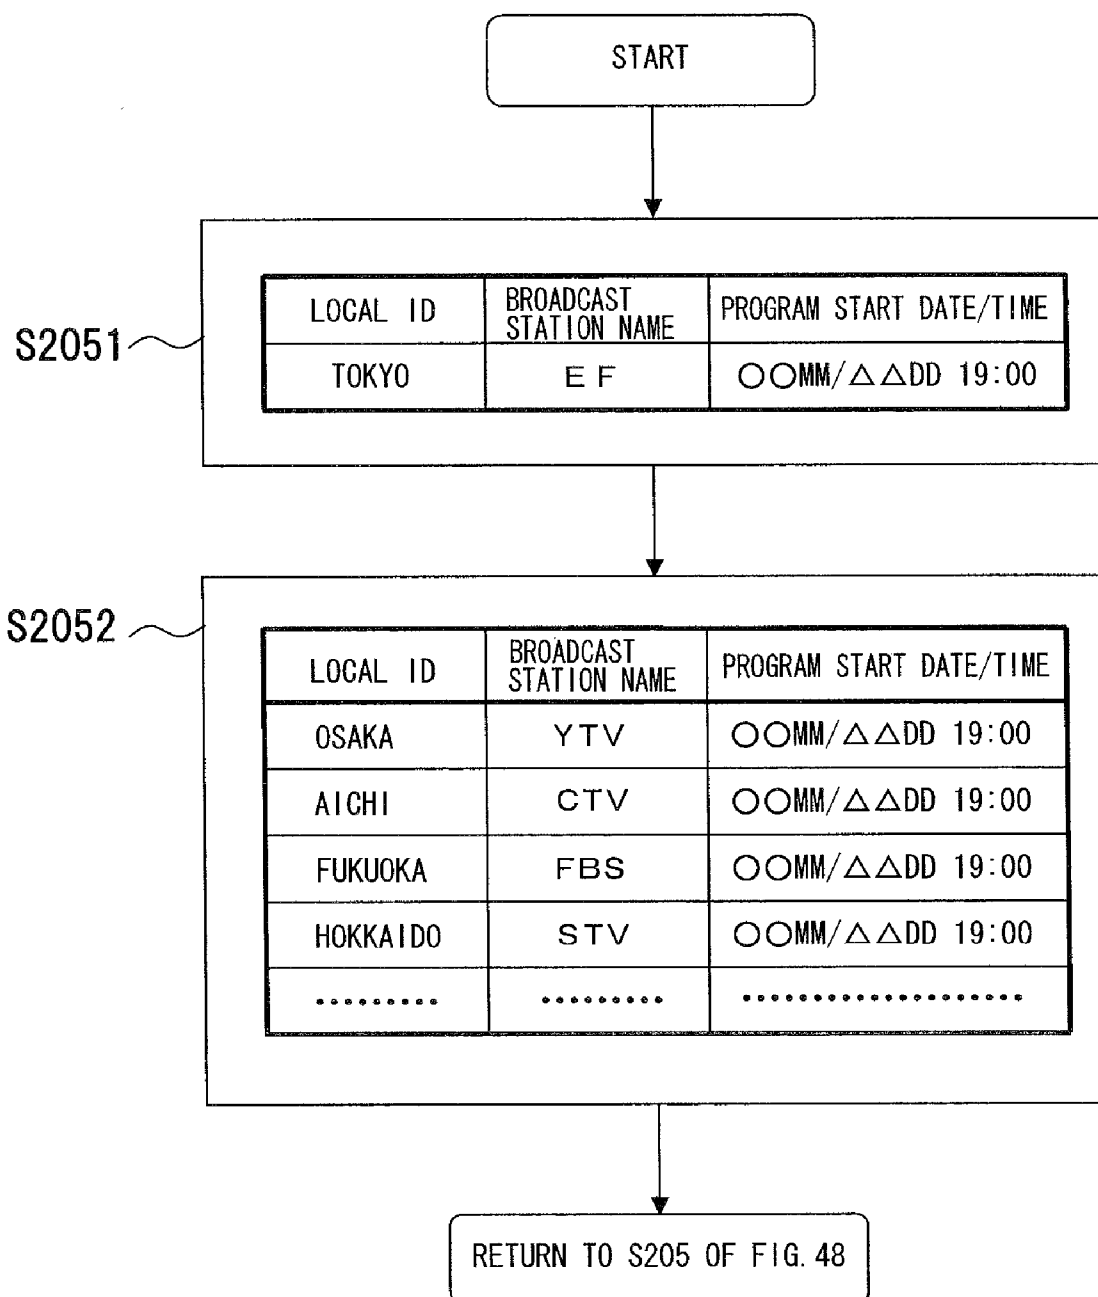 START
S2051
LOCAL ID
BROADCAST
STATION NAME
PROGRAM START DATE/TIME
TOKYO
EF
○○MM/△△DD 19:00
S2052
LOCAL ID
BROADCAST
STATION NAME
PROGRAM START DATE/TIME
OSAKA
YTV
○○MM/△△DD 19:00
AICHI
CTV
○○MM/△△DD 19:00
FUKUOKA
FBS
○○MM/△△DD 19:00
HOKKAIDO
STV
○○MM/△△DD 19:00
.........
.........
....................
RETURN TO S205 OF FIG. 48